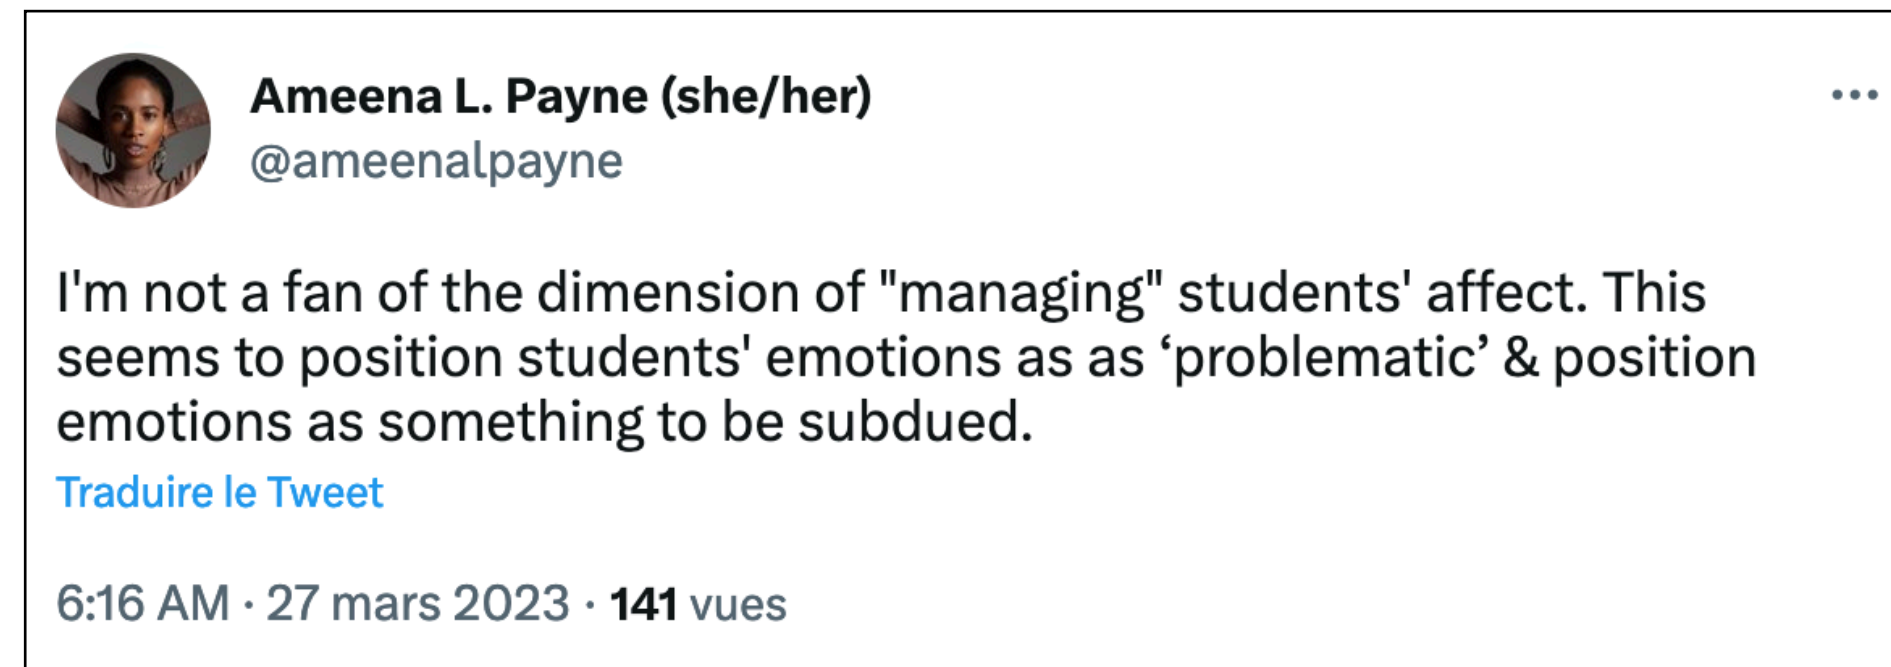 Ameena L. Payne (she/her)
@ameenalpayne
I'm not a fan of the dimension of "managing" students' affect. This
seems to position students' emotions as as ‘problematic’ & position
emotions as something to be subdued.
Traduire le Tweet
6:16 AM · 27 mars 2023 · 141 vues